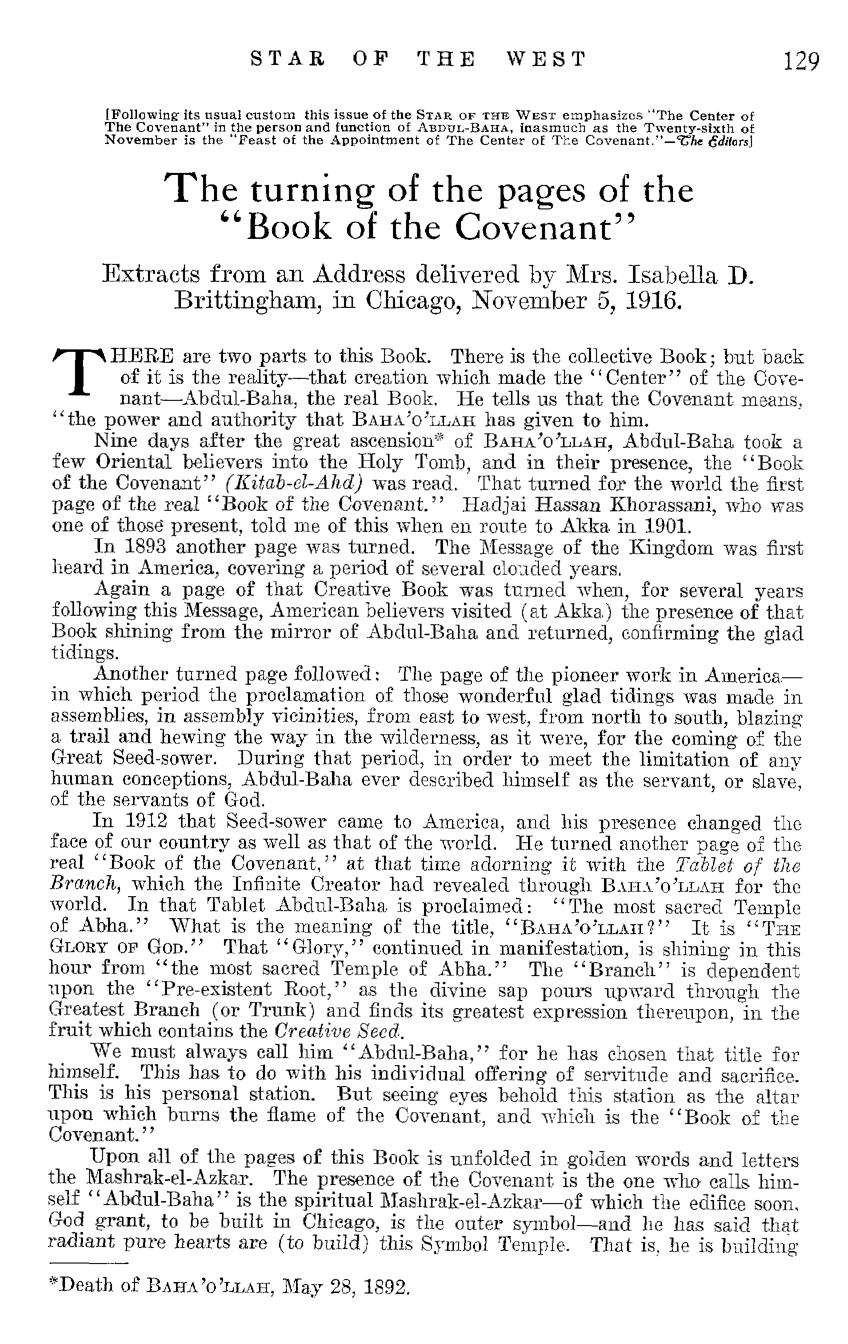 STAR OF THE WEST 129
[Following its usual custom this issue of the STAR OF THE WEST emphasizes "The Center of
The Covenant" in the person and function of ABDUL-BAHA, inasmuch as the Twenty-sixth of
November is the "Feast of the Appointment of The Center of The Covenant."—The Editors]
The turning of the pages of the
"Book of the Covenant"
Extracts from an Address delivered by Mrs. Isabella D.
Brittingham, in Chicago, November 5, 1916.
THERE are two parts to this Book. There is the collective Book; but back
of it is the reality—that creation which made the "Center" of the Cove-
nant—Abdul-Baha, the real Book. He tells us that the Covenant means,
"the power and authority that BAHA'O'LLAH has given to him.
Nine days after the great ascension* of BAHA'O'LLAH, Abdul-Baha took a
few Oriental believers into the Holy Tomb, and in their presence, the "Book
of the Covenant" (Kitab-el-Ahd) was read. That turned for the world the first
page of the real "Book of the Covenant." Hadjai Hassan Khorassani, who was
one of those present, told me of this when en route to Akka in 1901.
In 1893 another page was turned. The Message of the Kingdom was first
heard in America, covering a period of several clouded years.
Again a page of that Creative Book was turned when, for several years
following this Message, American believers visited (at Akka) the presence of that
Book shining from the mirror of Abdul-Baha and returned, confirming the glad
tidings.
Another turned page followed: The page of the pioneer work in America—
in which period the proclamation of those wonderful glad tidings was made in
assemblies, in assembly vicinities, from east to west, from north to south, blazing
a trail and hewing the way in the wilderness, as it were, for the coming of the
Great Seed-sower. During that period, in order to meet the limitation of any
human conceptions, Abdul-Baha ever described himself as the servant, or slave,
of the servants of God.
In 1912 that Seed-sower came to America, and his presence changed the
face of our country as well as that of the world. He turned another page of the
real "Book of the Covenant," at that time adorning it with the Tablet of the
Branch, which the Infinite Creator had revealed through BAHA'O'LLAH for the
world. In that Tablet Abdul-Baha is proclaimed: "The most sacred Temple
of Abha." What is the meaning of the title, "BAHA'O'LLAH?" It is "THE
GLORY OF GOD." That "Glory," continued in manifestation, is shining in this
hour from "the most sacred Temple of Abha." The "Branch" is dependent
upon the "Pre-existent Root," as the divine sap pours upward through the
Greatest Branch (or Trunk) and finds its greatest expression thereupon, in the
fruit which contains the Creative Seed.
We must always call him "Abdul-Baha," for he has chosen that title for
himself. This has to do with his individual offering of servitude and sacrifice.
This is his personal station. But seeing eyes behold this station as the altar
upon which burns the flame of the Covenant, and which is the "Book of the
Covenant."
Upon all of the pages of this Book is unfolded in golden words and letters
the Mashrak-el-Azkar. The presence of the Covenant is the one who calls him-
self "Abdul-Baha" is the spiritual Mashrak-el-Azkar—of which the edifice soon,
God grant, to be built in Chicago, is the outer symbol—and he has said that
radiant pure hearts are (to build) this Symbol Temple. That is, he is building
*Death of BAHA'O'LLAH, May 28, 1892.